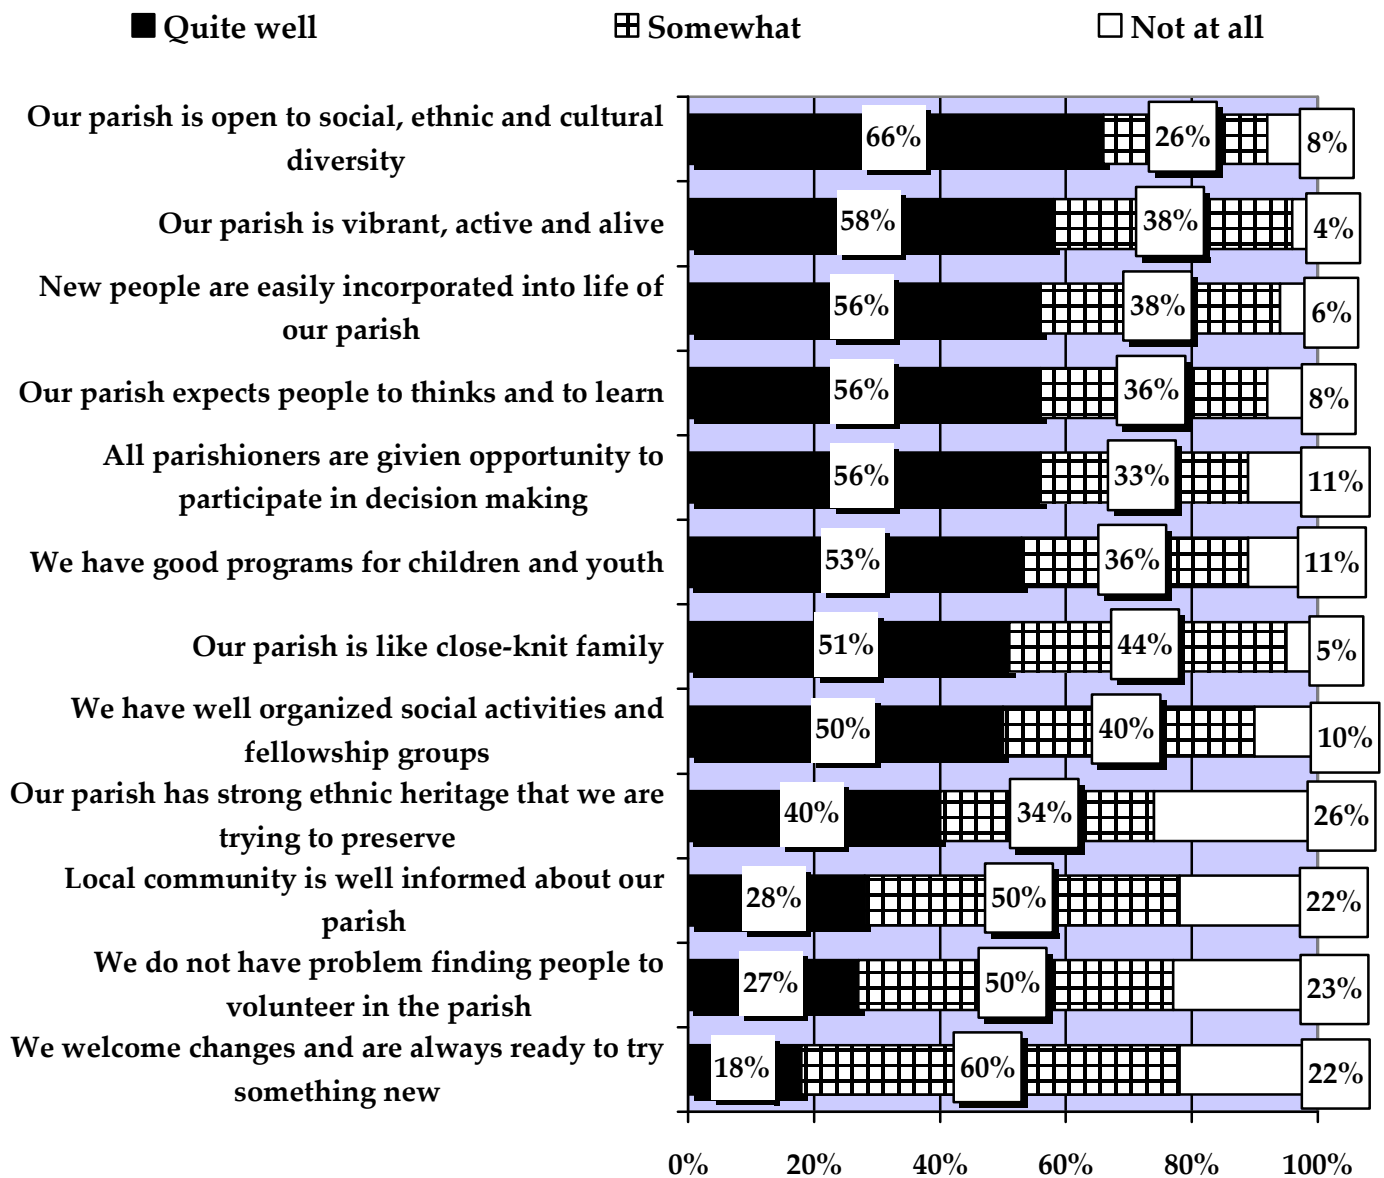 Quite well Somewhat Not at all
Our parish is open to social, ethnic and cultural
diversity
66% 26% 8%
Our parish is vibrant, active and alive
58% 38% 4%
New people are easily incorporated into life of
our parish
56% 38% 6%
Our parish expects people to thinks and to learn
56% 36% 8%
All parishioners are givien opportunity to
participate in decision making
56% 33% 11%
We have good programs for children and youth
53% 36% 11%
Our parish is like close-knit family
51% 44% 5%
We have well organized social activities and
fellowship groups
50% 40% 10%
Our parish has strong ethnic heritage that we are
trying to preserve
40% 34% 26%
Local community is well informed about our
parish
28% 50% 22%
We do not have problem finding people to
volunteer in the parish
27% 50% 23%
We welcome changes and are always ready to try
something new
18% 60% 22%
0% 20% 40% 60% 80% 100%